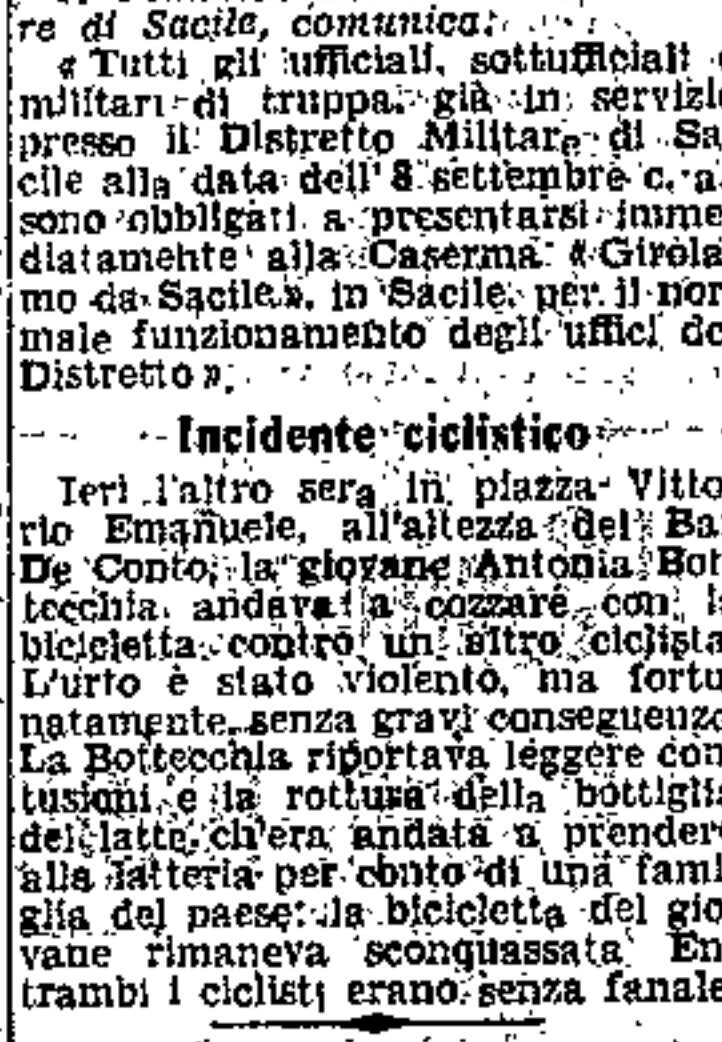 re di Sacile, comunica:
« Tutti gli ufficiali, sottufficiali
militari di truppa, già in servizi
presso il Distretto Militare di Sa
cile alla data dell' 8 settembre c. a.
sono obbligati a presentarsi imme
diatamente alla Caserma « Girola
mo da Sacile », in Sacile, per il nor
male funzionamento degli uffici de
Distretto ».
Incidente ciclistico
Ieri l'altro sera in piazza Vitto
rio Emanuele, all'altezza del Ba
De Conto, la giovane Antonia Bot
tecchia andava a cozzare con l
bicicletta contro un altro ciclista
L'urto è stato violento, ma fortu
natamente senza gravi conseguenze
La Bottecchia riportava leggere con
tusioni e la rottura della bottiglia
del latte ch'era andata a prender
alla latteria per conto di una fami
glia del paese: la bicicletta del gio
vane rimaneva sconquassata En
trambi i ciclisti erano senza fanale